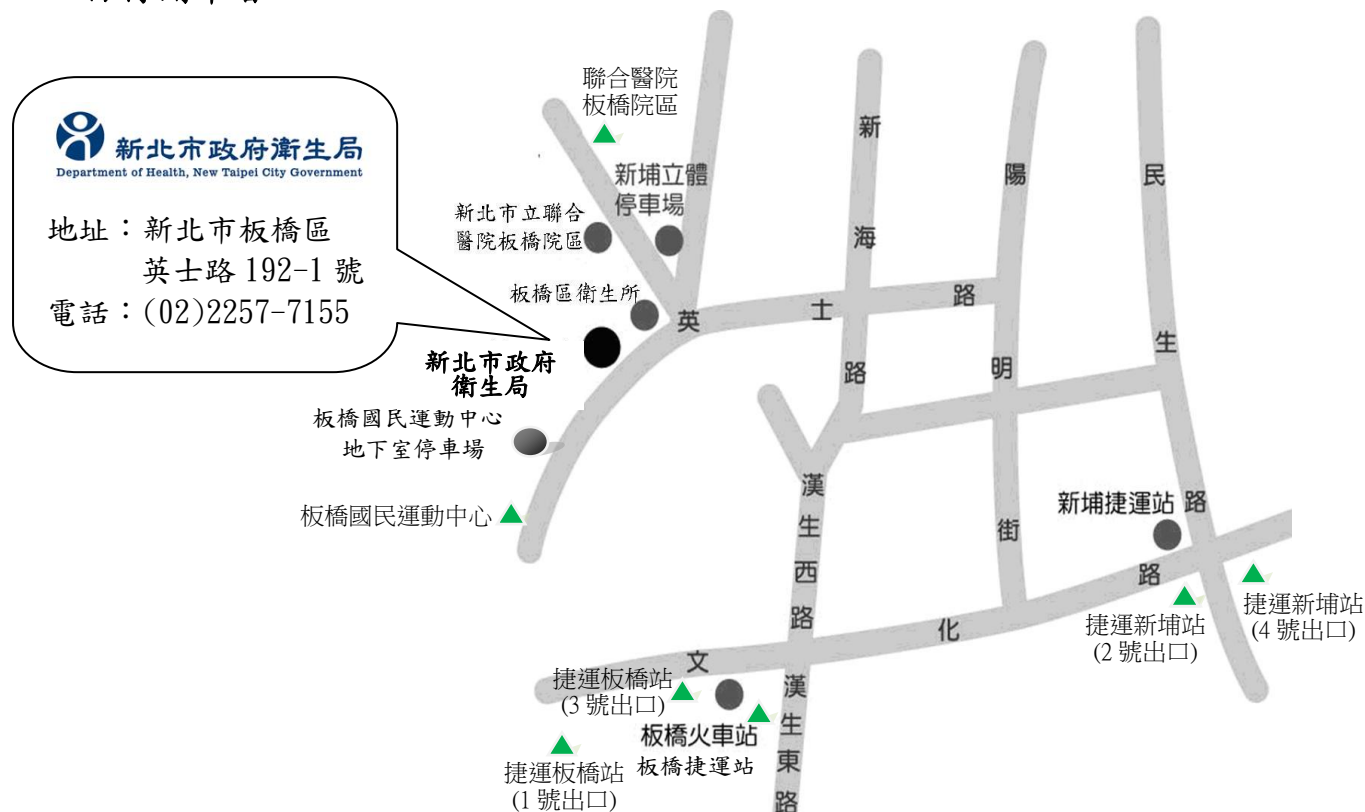 新北市政府衛生局
Department of Health, New Taipei City Government
地址：新北市板橋區
英士路 192-1 號
電話：(02)2257-7155
聯合醫院
板橋院區
新埔立體
停車場
新北市立聯合
醫院板橋院區
板橋區衛生所
新北市政府
衛生局
板橋國民運動中心
地下室停車場
板橋國民運動中心
英士路
新海路
陽明街
民生路
漢生西路
新埔捷運站
文化路
捷運新埔站
(4 號出口)
捷運新埔站
(2 號出口)
捷運板橋站
(3 號出口)
板橋火車站
板橋捷運站
漢生東路
捷運板橋站
(1 號出口)